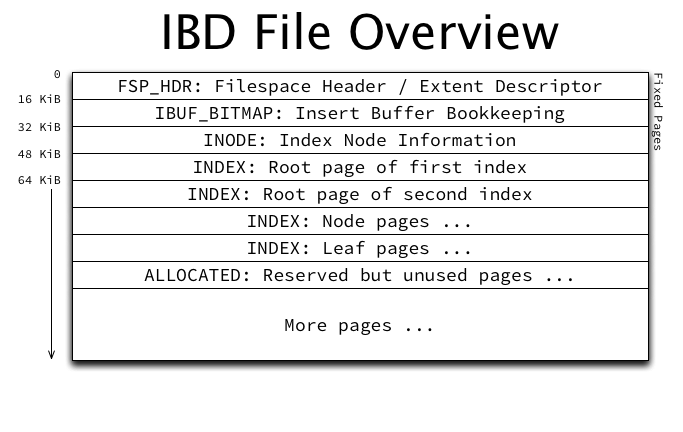 IBD File Overview
0
FSP_HDR: Filespace Header / Extent Descriptor
Fixed Pages
16 KiB
IBUF_BITMAP: Insert Buffer Bookkeeping
32 KiB
INODE: Index Node Information
48 KiB
INDEX: Root page of first index
64 KiB
INDEX: Root page of second index
INDEX: Node pages ...
INDEX: Leaf pages ...
ALLOCATED: Reserved but unused pages ...
More pages ...